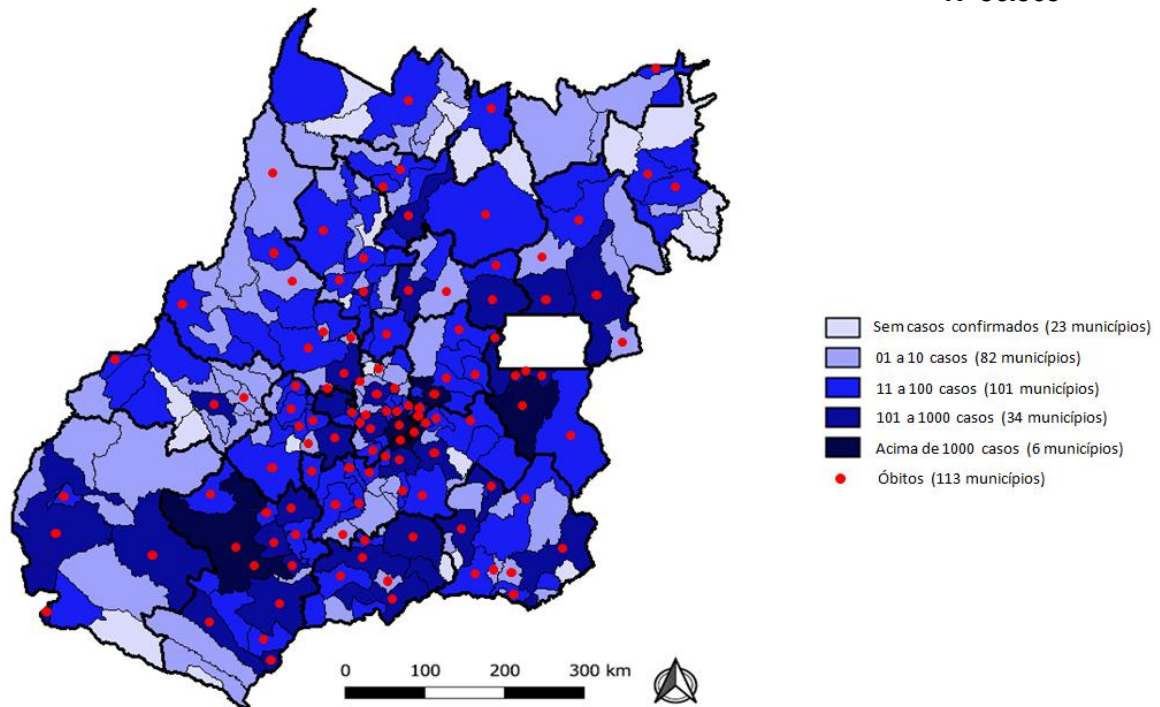 Sem casos confirmados (23 municípios)
01 a 10 casos (82 municípios)
11 a 100 casos (101 municípios)
101 a 1000 casos (34 municípios)
Acima de 1000 casos (6 municípios)
Óbitos (113 municípios)
0 100 200 300 km